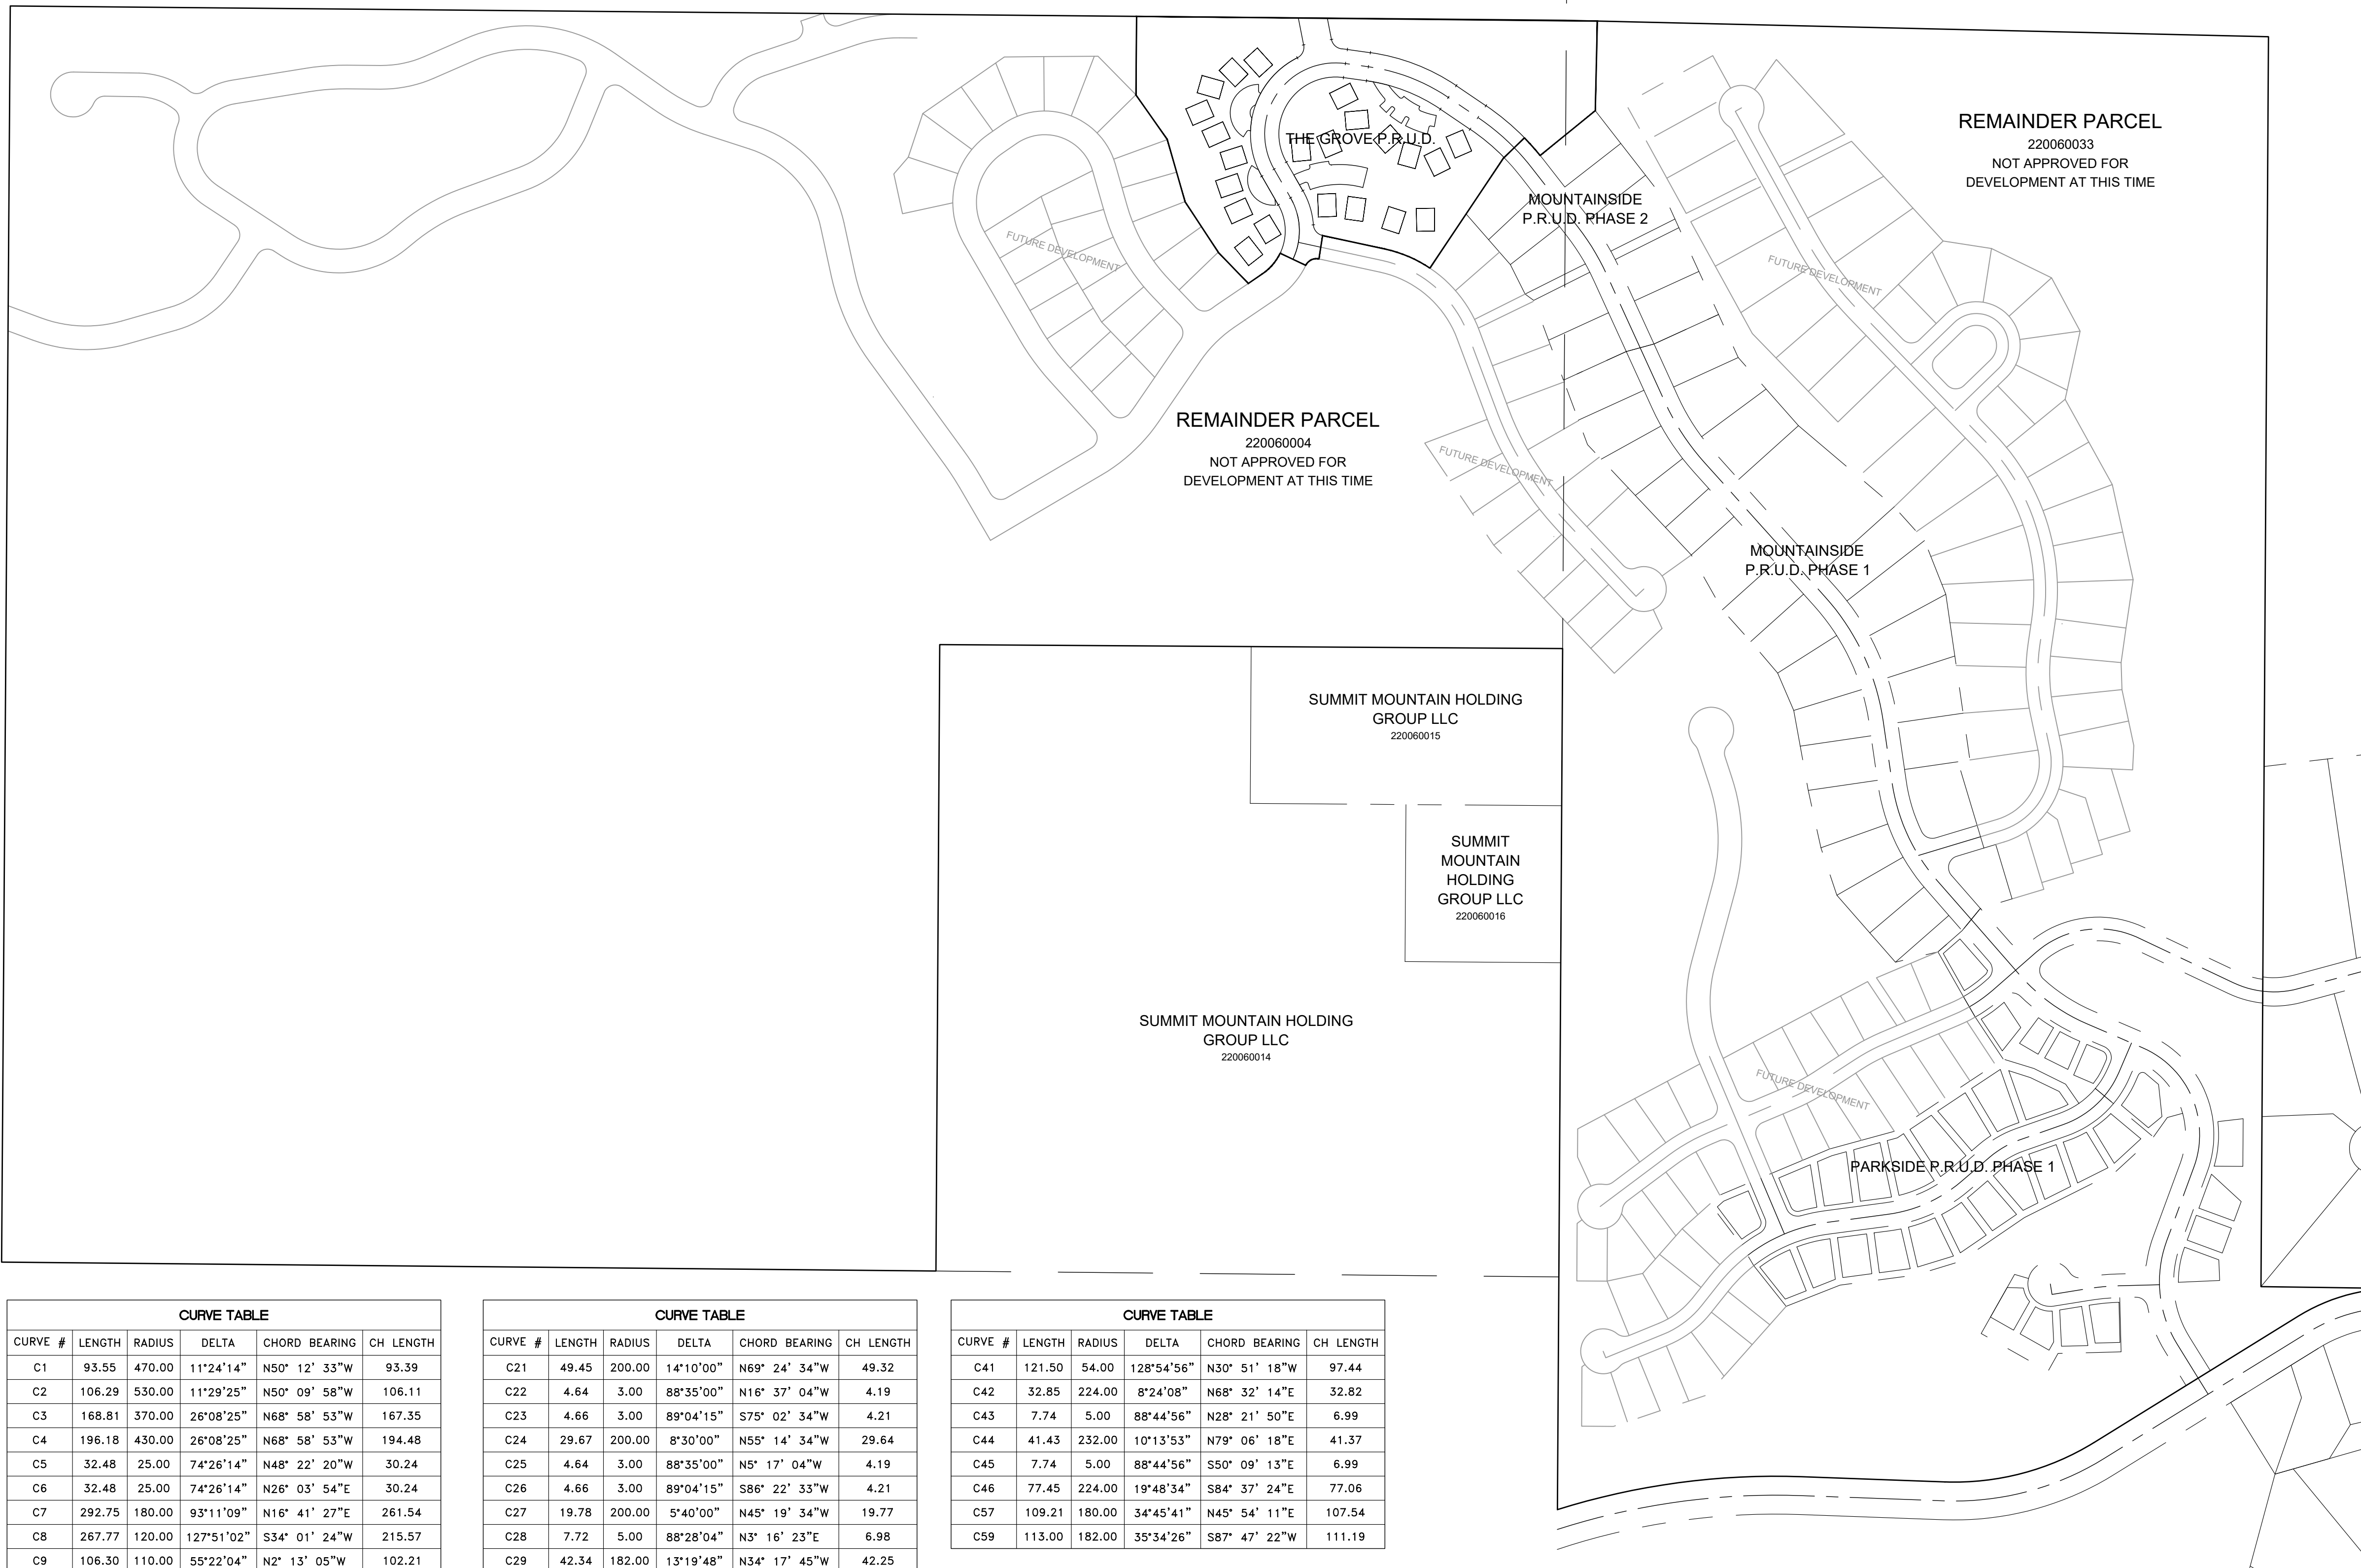 THE GROVE P.R.U.D.
REMAINDER PARCEL
220060033
NOT APPROVED FOR
DEVELOPMENT AT THIS TIME
MOUNTAINSIDE
P.R.U.D. PHASE 2
FUTURE DEVELOPMENT
FUTURE DEVELOPMENT
REMAINDER PARCEL
220060004
NOT APPROVED FOR
DEVELOPMENT AT THIS TIME
FUTURE DEVELOPMENT
MOUNTAINSIDE
P.R.U.D. PHASE 1
SUMMIT MOUNTAIN HOLDING
GROUP LLC
220060015
SUMMIT
MOUNTAIN
HOLDING
GROUP LLC
220060016
SUMMIT MOUNTAIN HOLDING
GROUP LLC
220060014
FUTURE DEVELOPMENT
PARKSIDE P.R.U.D. PHASE 1
CURVE TABLE
CURVE # LENGTH RADIUS DELTA CHORD BEARING CH LENGTH
C1 93.55 470.00 11°24'14" N50° 12' 33"W 93.39
C2 106.29 530.00 11°29'25" N50° 09' 58"W 106.11
C3 168.81 370.00 26°08'25" N68° 58' 53"W 167.35
C4 196.18 430.00 26°08'25" N68° 58' 53"W 194.48
C5 32.48 25.00 74°26'14" N48° 22' 20"W 30.24
C6 32.48 25.00 74°26'14" N26° 03' 54"E 30.24
C7 292.75 180.00 93°11'09" N16° 41' 27"E 261.54
C8 267.77 120.00 127°51'02" S34° 01' 24"W 215.57
C9 106.30 110.00 55°22'04" N2° 13' 05"W 102.21
CURVE TABLE
CURVE # LENGTH RADIUS DELTA CHORD BEARING CH LENGTH
C21 49.45 200.00 14°10'00" N69° 24' 34"W 49.32
C22 4.64 3.00 88°35'00" N16° 37' 04"W 4.19
C23 4.66 3.00 89°04'15" S75° 02' 34"W 4.21
C24 29.67 200.00 8°30'00" N55° 14' 34"W 29.64
C25 4.64 3.00 88°35'00" N5° 17' 04"W 4.19
C26 4.66 3.00 89°04'15" S86° 22' 33"W 4.21
C27 19.78 200.00 5°40'00" N45° 19' 34"W 19.77
C28 7.72 5.00 88°28'04" N3° 16' 23"E 6.98
C29 42.34 182.00 13°19'48" N34° 17' 45"W 42.25
CURVE TABLE
CURVE # LENGTH RADIUS DELTA CHORD BEARING CH LENGTH
C41 121.50 54.00 128°54'56" N30° 51' 18"W 97.44
C42 32.85 224.00 8°24'08" N68° 32' 14"E 32.82
C43 7.74 5.00 88°44'56" N28° 21' 50"E 6.99
C44 41.43 232.00 10°13'53" N79° 06' 18"E 41.37
C45 7.74 5.00 88°44'56" S50° 09' 13"E 6.99
C46 77.45 224.00 19°48'34" S84° 37' 24"E 77.06
C57 109.21 180.00 34°45'41" N45° 54' 11"E 107.54
C59 113.00 182.00 35°34'26" S87° 47' 22"W 111.19